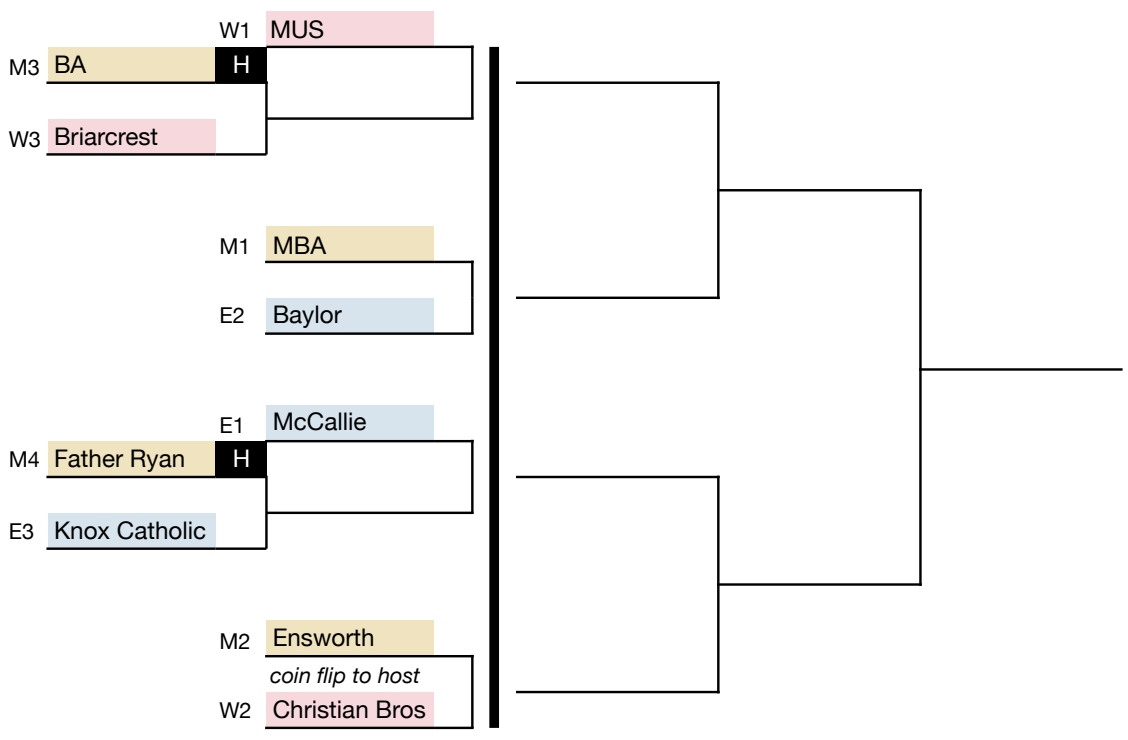 W1 MUS
M3 BA H
W3 Briarcrest
M1 MBA
E2 Baylor
E1 McCallie
M4 Father Ryan H
E3 Knox Catholic
M2 Ensworth
coin flip to host
W2 Christian Bros